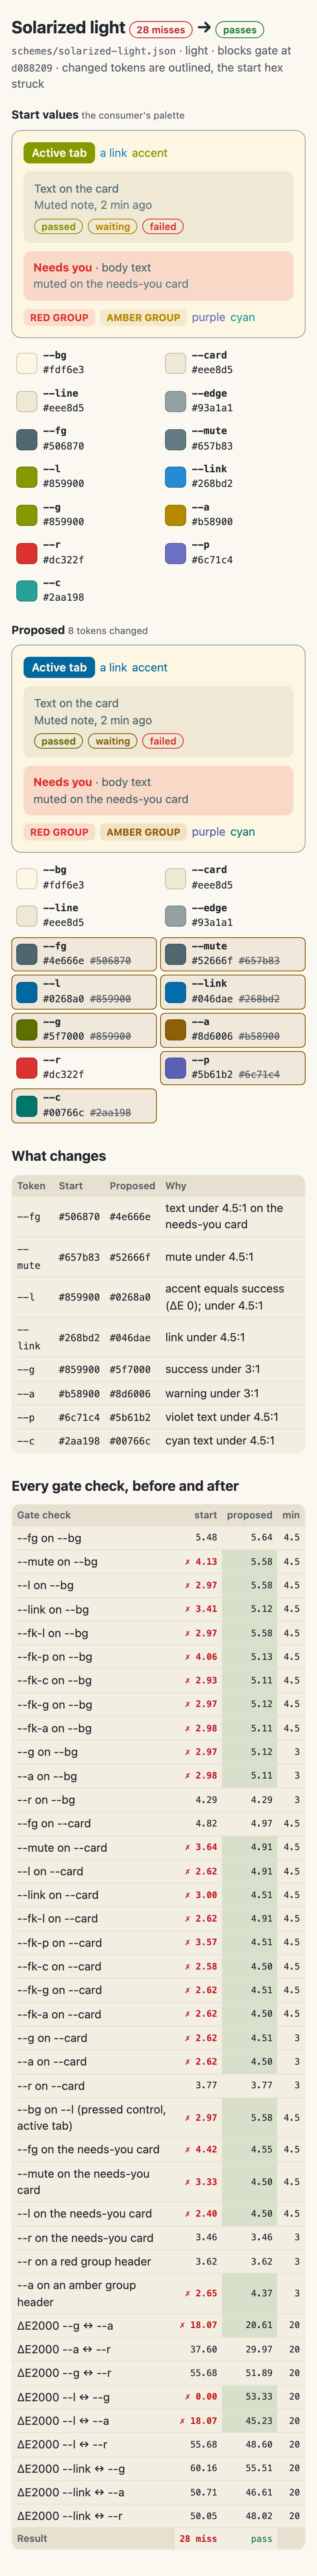 Solarized light 28 misses → passes
schemes/solarized-light.json · light · blocks gate at
d088209 · changed tokens are outlined, the start hex
struck
Start values the consumer's palette
Active tab a link accent
Text on the card
Muted note, 2 min ago
passed waiting failed
Needs you · body text
muted on the needs-you card
RED GROUP AMBER GROUP purple cyan
--bg
#fdf6e3
--card
#eee8d5
--line
#eee8d5
--edge
#93a1a1
--fg
#506870
--mute
#657b83
--l
#859900
--link
#268bd2
--g
#859900
--a
#b58900
--r
#dc322f
--p
#6c71c4
--c
#2aa198
Proposed 8 tokens changed
Active tab a link accent
Text on the card
Muted note, 2 min ago
passed waiting failed
Needs you · body text
muted on the needs-you card
RED GROUP AMBER GROUP purple cyan
--bg
#fdf6e3
--card
#eee8d5
--line
#eee8d5
--edge
#93a1a1
--fg
#4e666e #506870
--mute
#52666f #657b83
--l
#0268a0 #859900
--link
#046dae #268bd2
--g
#5f7000 #859900
--a
#8d6006 #b58900
--r
#dc322f
--p
#5b61b2 #6c71c4
--c
#00766c #2aa198
What changes
Token Start Proposed Why
--fg #506870 #4e666e text under 4.5:1 on the
needs-you card
--
mute #657b83 #52666f mute under 4.5:1
--l #859900 #0268a0 accent equals success
(ΔE 0); under 4.5:1
--
link #268bd2 #046dae link under 4.5:1
--g #859900 #5f7000 success under 3:1
--a #b58900 #8d6006 warning under 3:1
--p #6c71c4 #5b61b2 violet text under 4.5:1
--c #2aa198 #00766c cyan text under 4.5:1
Every gate check, before and after
Gate check start proposed min
--fg on --bg 5.48 5.64 4.5
--mute on --bg ✗ 4.13 5.58 4.5
--l on --bg ✗ 2.97 5.58 4.5
--link on --bg ✗ 3.41 5.12 4.5
--fk-l on --bg ✗ 2.97 5.58 4.5
--fk-p on --bg ✗ 4.06 5.13 4.5
--fk-c on --bg ✗ 2.93 5.11 4.5
--fk-g on --bg ✗ 2.97 5.12 4.5
--fk-a on --bg ✗ 2.98 5.11 4.5
--g on --bg ✗ 2.97 5.12 3
--a on --bg ✗ 2.98 5.11 3
--r on --bg 4.29 4.29 3
--fg on --card 4.82 4.97 4.5
--mute on --card ✗ 3.64 4.91 4.5
--l on --card ✗ 2.62 4.91 4.5
--link on --card ✗ 3.00 4.51 4.5
--fk-l on --card ✗ 2.62 4.91 4.5
--fk-p on --card ✗ 3.57 4.51 4.5
--fk-c on --card ✗ 2.58 4.50 4.5
--fk-g on --card ✗ 2.62 4.51 4.5
--fk-a on --card ✗ 2.62 4.50 4.5
--g on --card ✗ 2.62 4.51 3
--a on --card ✗ 2.62 4.50 3
--r on --card 3.77 3.77 3
--bg on --l (pressed control,
active tab) ✗ 2.97 5.58 4.5
--fg on the needs-you card ✗ 4.42 4.55 4.5
--mute on the needs-you
card ✗ 3.33 4.50 4.5
--l on the needs-you card ✗ 2.40 4.50 4.5
--r on the needs-you card 3.46 3.46 3
--r on a red group header 3.62 3.62 3
--a on an amber group
header ✗ 2.65 4.37 3
ΔE2000 --g ↔ --a ✗ 18.07 20.61 20
ΔE2000 --a ↔ --r 37.60 29.97 20
ΔE2000 --g ↔ --r 55.68 51.89 20
ΔE2000 --l ↔ --g ✗ 0.00 53.33 20
ΔE2000 --l ↔ --a ✗ 18.07 45.23 20
ΔE2000 --l ↔ --r 55.68 48.60 20
ΔE2000 --link ↔ --g 60.16 55.51 20
ΔE2000 --link ↔ --a 50.71 46.61 20
ΔE2000 --link ↔ --r 50.05 48.02 20
Result 28 miss pass